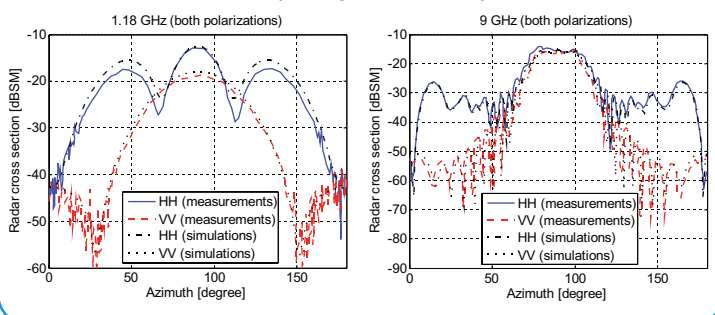 1.18 GHz (both polarizations)
-10
-20
-30
-40
-50
-60
Radar cross section [dBSM]
HH (measurements)
VV (measurements)
HH (simulations)
VV (simulations)
0
50
100
150
Azimuth [degree]
9 GHz (both polarizations)
-10
-20
-30
-40
-50
-60
-70
-80
-90
Radar cross section [dBSM]
HH (measurements)
VV (measurements)
HH (simulations)
VV (simulations)
0
50
100
150
Azimuth [degree]